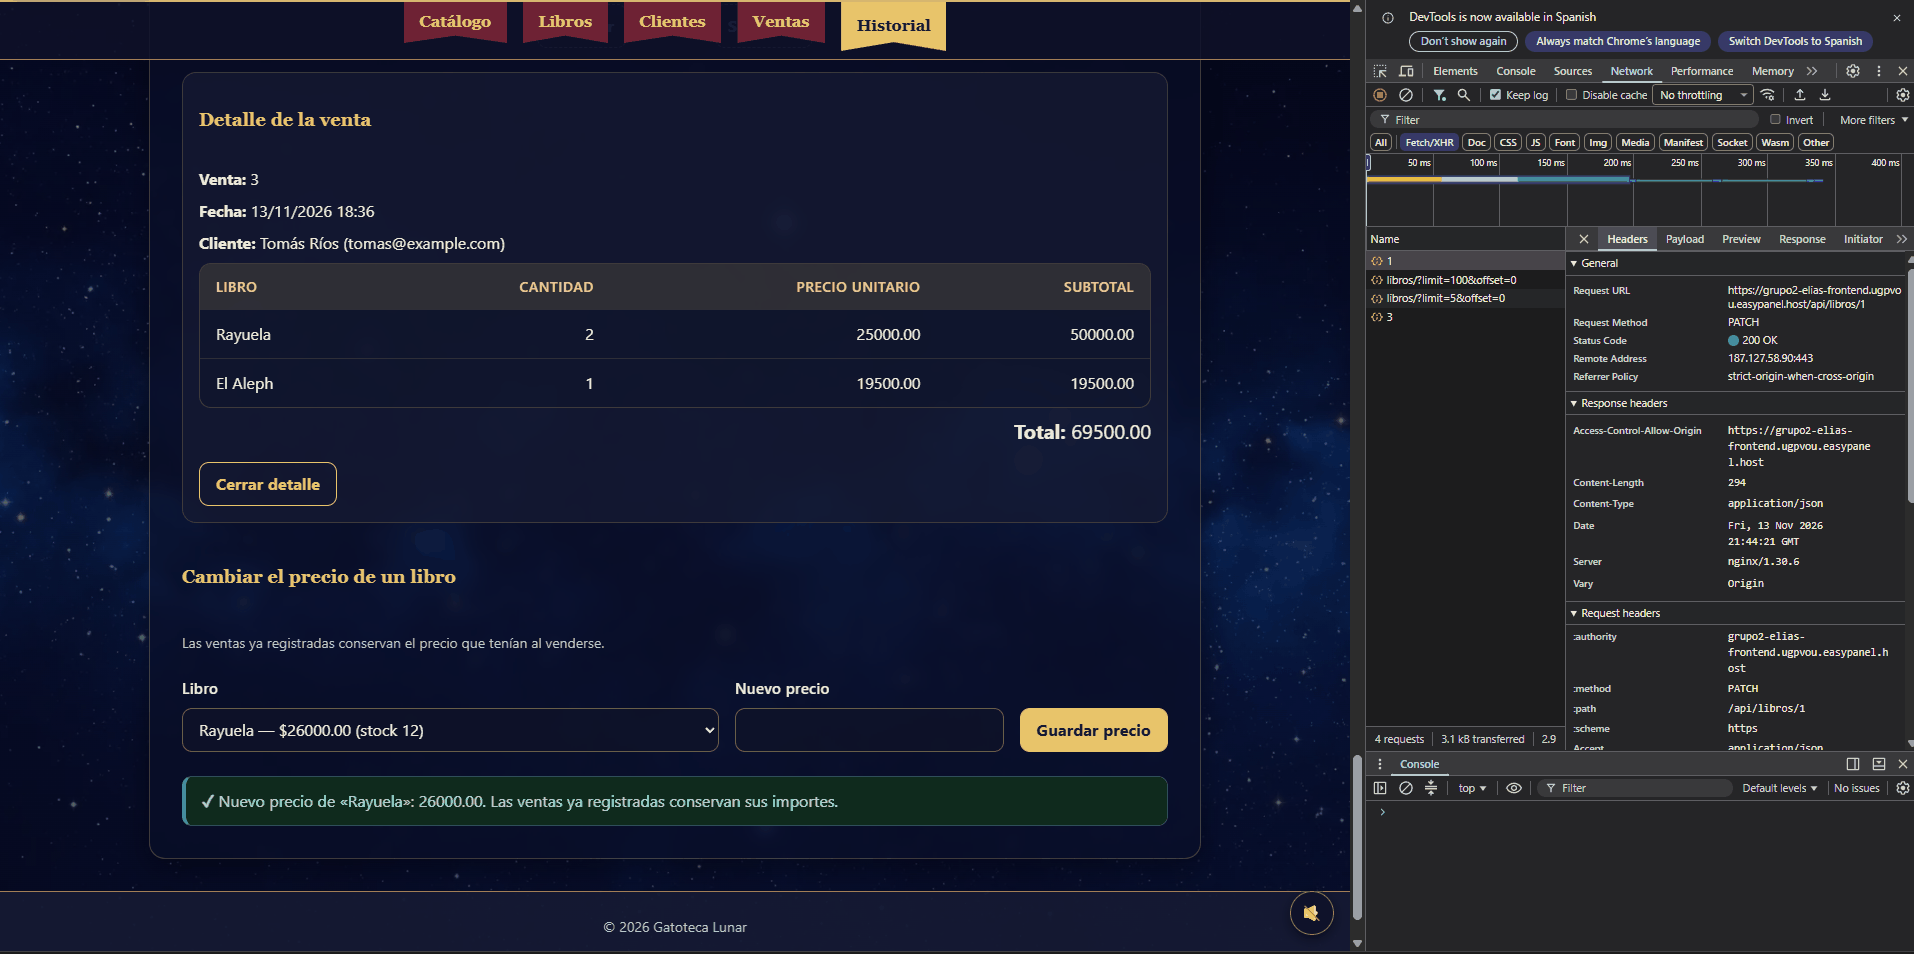 Catálogo
Libros
Clientes
Ventas
Historial
Detalle de la venta
Venta: 3
Fecha: 13/11/2026 18:36
Cliente: Tomás Ríos (tomas@example.com)
LIBRO CANTIDAD PRECIO UNITARIO SUBTOTAL
Rayuela 2 25000.00 50000.00
El Aleph 1 19500.00 19500.00
Total: 69500.00
Cerrar detalle
Cambiar el precio de un libro
Las ventas ya registradas conservan el precio que tenían al venderse.
Libro Nuevo precio
Rayuela — $26000.00 (stock 12)
Guardar precio
✓ Nuevo precio de «Rayuela»: 26000.00. Las ventas ya registradas conservan sus importes.
© 2026 Gatoteca Lunar
DevTools is now available in Spanish
Don't show again Always match Chrome's language Switch DevTools to Spanish
Elements Console Sources Network Performance Memory
Keep log Disable cache No throttling
Filter Invert More filters
All Fetch/XHR Doc CSS JS Font Img Media Manifest Socket Wasm Other
50 ms 100 ms 150 ms 200 ms 250 ms 300 ms 350 ms 400 ms
Name
1
libros/?limit=100&offset=0
libros/?limit=5&offset=0
3
4 requests 3.1 kB transferred 2.9
Headers Payload Preview Response Initiator
General
Request URL https://grupo2-elias-frontend.ugpvo
u.easypanel.host/api/libros/1
Request Method PATCH
Status Code 200 OK
Remote Address 187.127.58.90:443
Referrer Policy strict-origin-when-cross-origin
Response headers
Access-Control-Allow-Origin https://grupo2-elias-
frontend.ugpvou.easypane
l.host
Content-Length 294
Content-Type application/json
Date Fri, 13 Nov 2026
21:44:21 GMT
Server nginx/1.30.6
Vary Origin
Request headers
:authority grupo2-elias-
frontend.ugpvou.easypanel.h
ost
:method PATCH
:path /api/libros/1
:scheme https
Accept application/json
Console
top Filter Default levels No issues